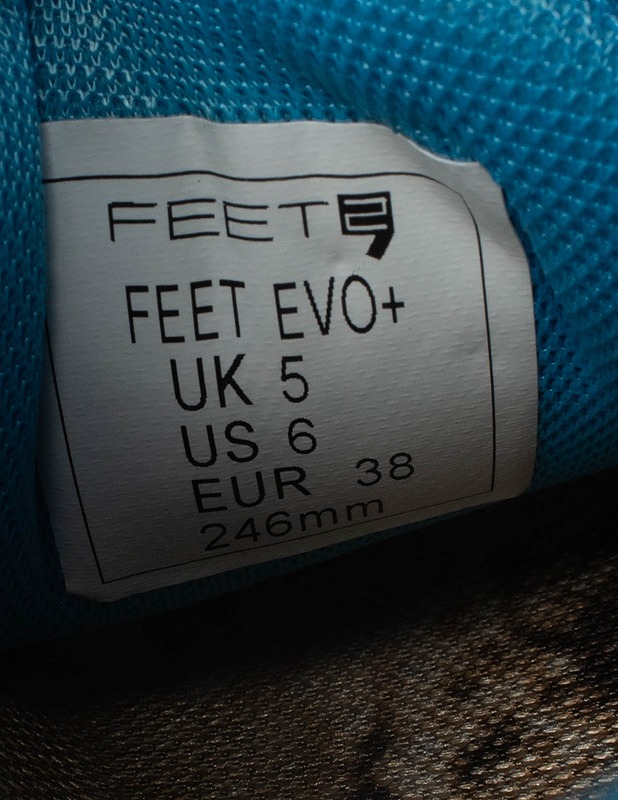 FEET
FEET EVO+
UK 5
US 6
EUR 38
246mm